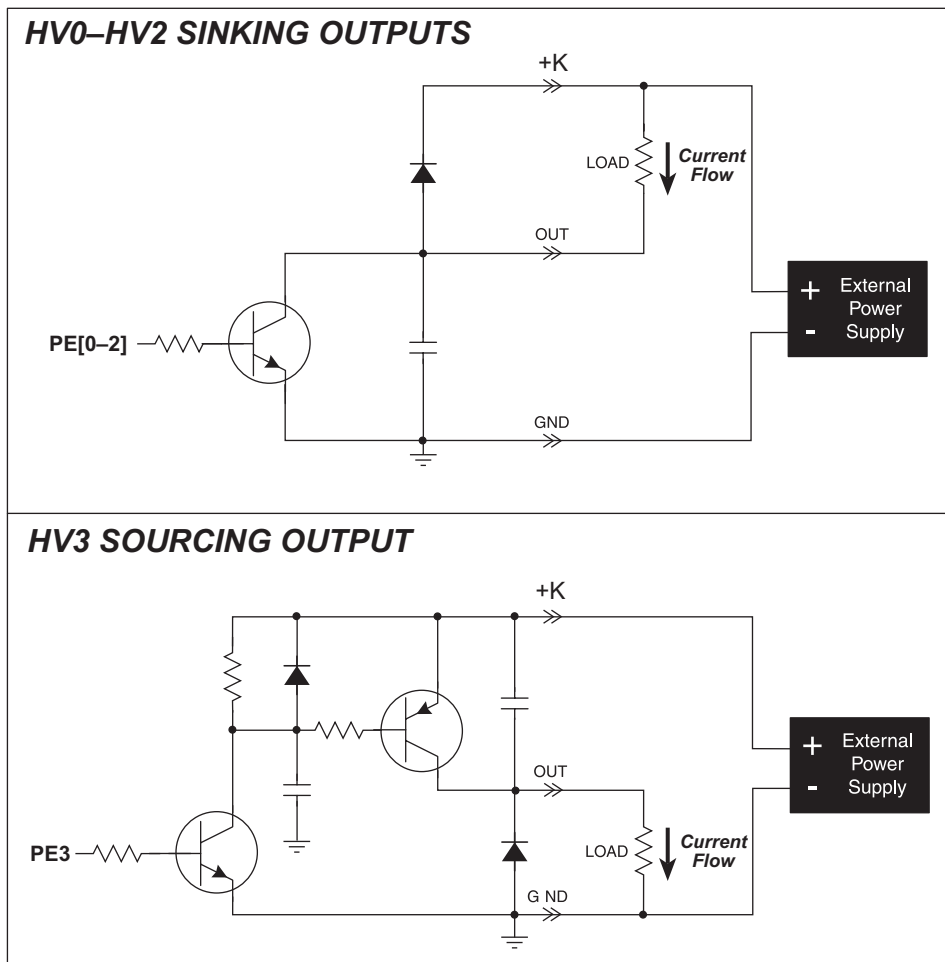 HV0–HV2 SINKING OUTPUTS
+K
LOAD
Current
Flow
OUT
PE[0–2]
GND
+ External
Power
- Supply
HV3 SOURCING OUTPUT
+K
PE3
OUT
LOAD
Current
Flow
G ND
+ External
Power
- Supply